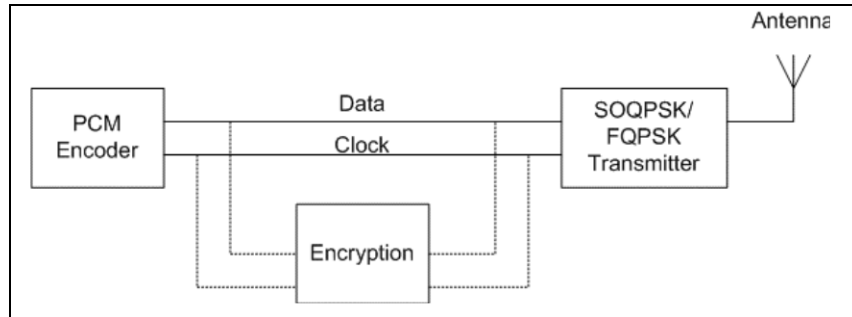 Antenna
PCM
Encoder
Data
Clock
SOQPSK/
FQPSK
Transmitter
Encryption